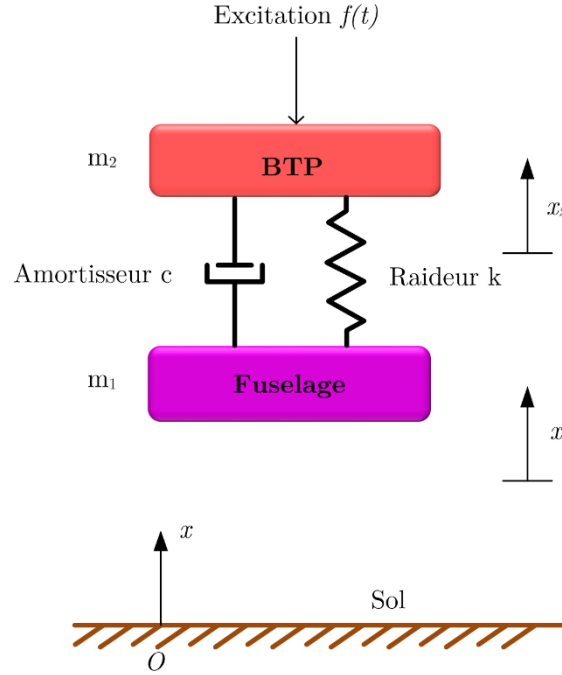 Excitation f(t)
m₂
BTP
x
Amortisseur c
Raideur k
m₁
Fuselage
x
x
Sol
O